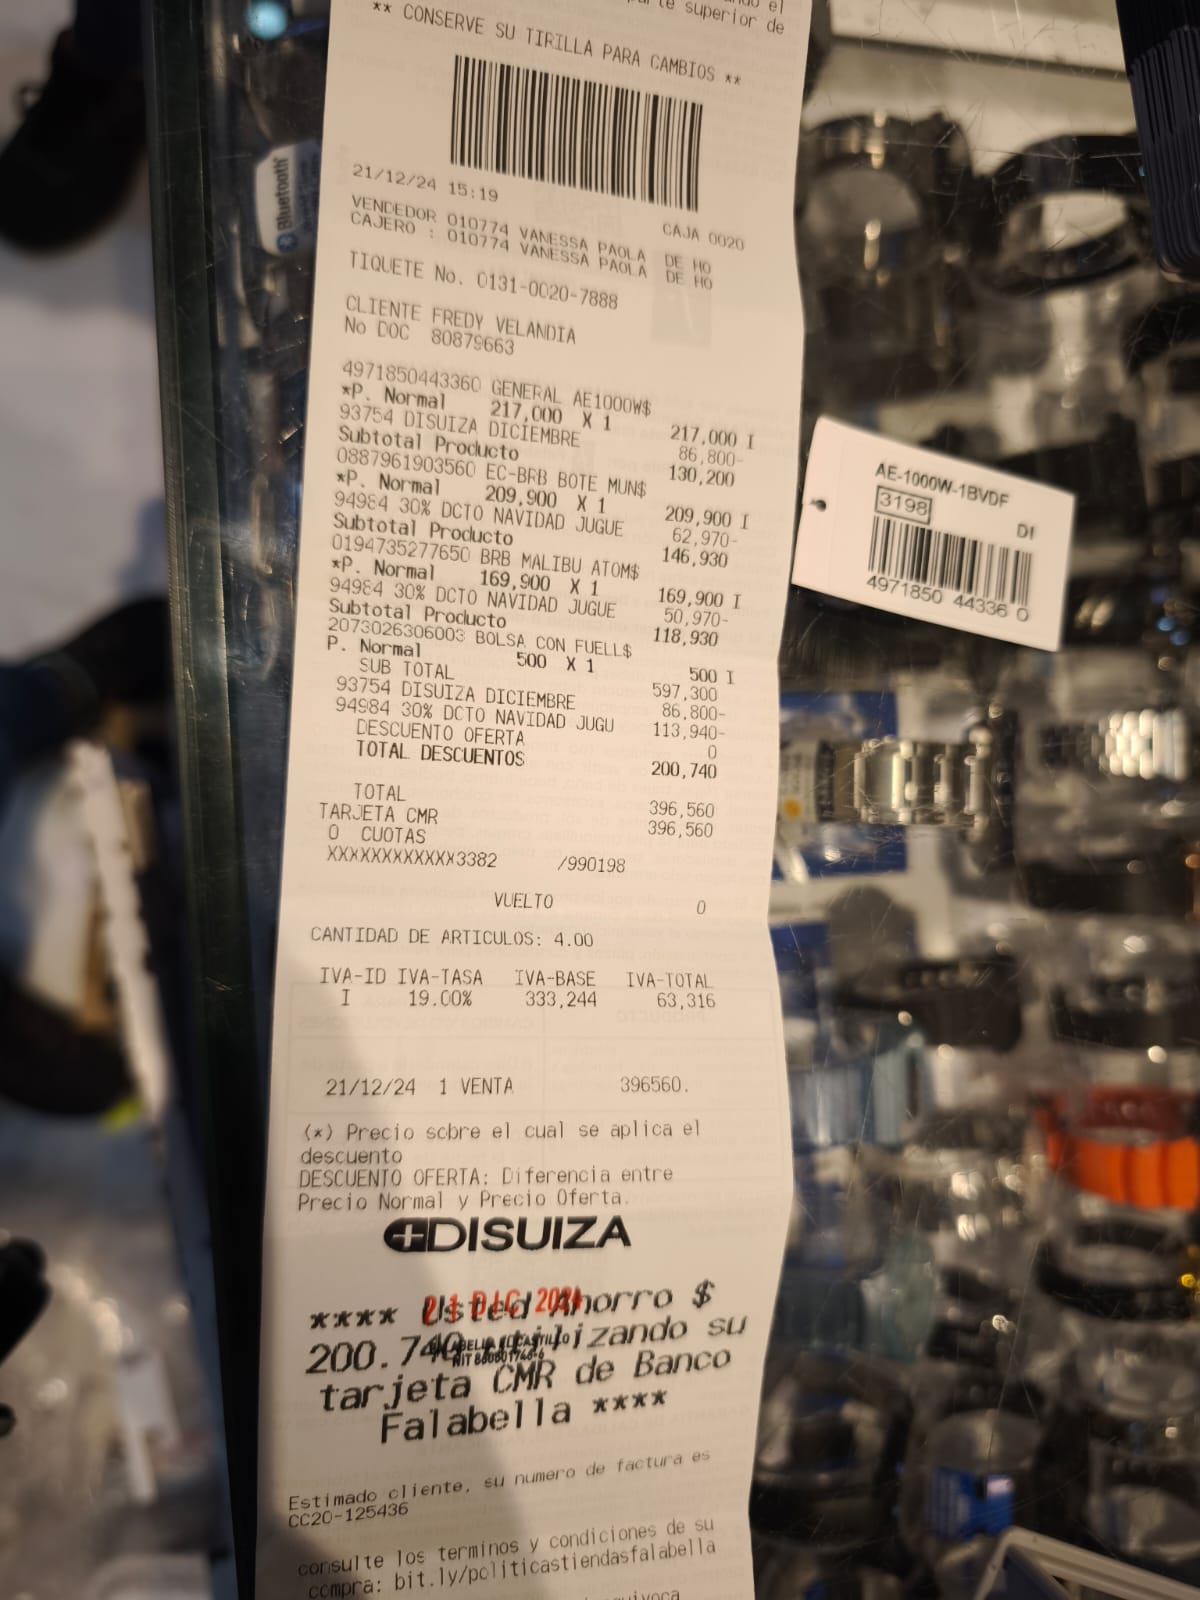 superior de
** CONSERVE SU TIRILLA PARA CAMBIOS **
21/12/24 15:19 CAJA 0020
VENDEDOR 010774 VANESSA PAOLA DE HO
CAJERO : 010774 VANESSA PAOLA DE HO
TIQUETE No. 0131-0020-7888
CLIENTE FREDY VELANDIA
No DOC 80879663
4971850443360 GENERAL AE1000W$
*P. Normal 217,000 X 1 217,000 I
93754 DISUIZA DICIEMBRE 86,800-
Subtotal Producto 130,200
0887961903560 EC-BRB BOTE MUN$
*P. Normal 209,900 X 1 209,900 I
94984 30% DCTO NAVIDAD JUGUE 62,970-
Subtotal Producto 146,930
0194735277650 BRB MALIBU ATOM$
*P. Normal 169,900 X 1 169,900 I
94984 30% DCTO NAVIDAD JUGUE 50,970-
Subtotal Producto 118,930
2073026306003 BOLSA CON FUELL$
P. Normal 500 X 1 500 I
SUB TOTAL 597,300
93754 DISUIZA DICIEMBRE 86,800-
94984 30% DCTO NAVIDAD JUGU 113,940-
DESCUENTO OFERTA 0
TOTAL DESCUENTOS 200,740
TOTAL 396,560
TARJETA CMR 396,560
0 CUOTAS
XXXXXXXXXXXX3382 /990198
VUELTO 0
CANTIDAD DE ARTICULOS: 4.00
IVA-ID IVA-TASA IVA-BASE IVA-TOTAL
I 19.00% 333,244 63,316
21/12/24 1 VENTA 396560.
(*) Precio sobre el cual se aplica el
descuento
DESCUENTO OFERTA: Diferencia entre
Precio Normal y Precio Oferta.
DISUIZA
21 DIC 2024
**** Usted Ahorro $
200.740 utilizando su
tarjeta CMR de Banco
Falabella ****
Estimado cliente, su numero de factura es
CC20-125436
consulte los terminos y condiciones de su
compra: bit.ly/politicastiendasfalabella
AE-1000W-1BVDF
3198 Df
4971850 44336 0
Bluetooth